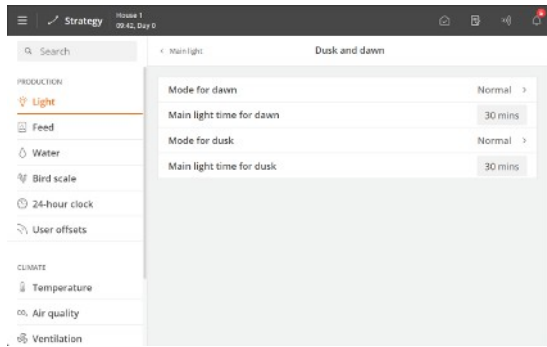 Strategy
House 1
09:42, Day 0
Search
PRODUCTION
Light
Feed
Water
Bird scale
24-hour clock
User offsets
CLIMATE
Temperature
CO₂ Air quality
Ventilation
< Main light
Dusk and dawn
Mode for dawn Normal >
Main light time for dawn 30 mins
Mode for dusk Normal >
Main light time for dusk 30 mins